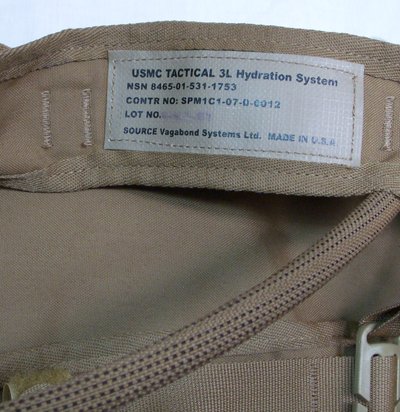 USMC TACTICAL 3L Hydration System
NSN 8465-01-531-1753
CONTR NO: SPM1C1-07-D-0012
LOT NO.
SOURCE Vagabond Systems Ltd. MADE IN U.S.A